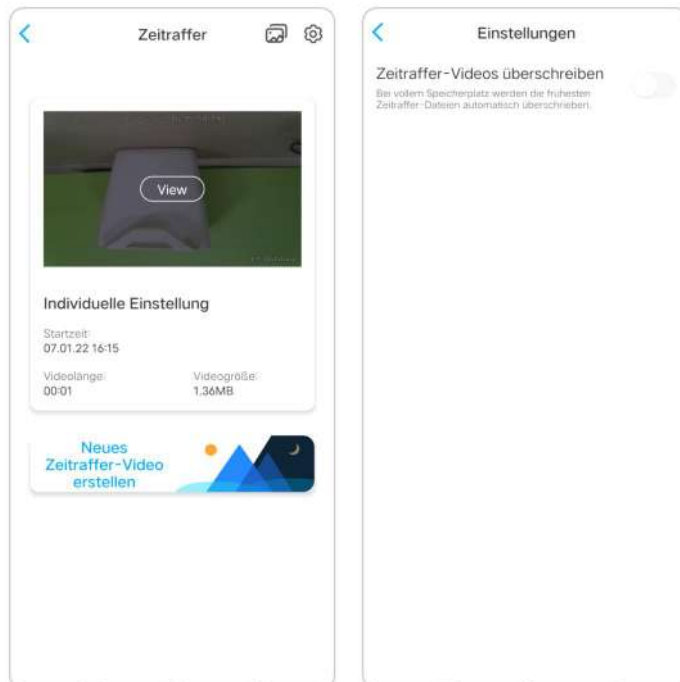 Zeitraffer
View
Individuelle Einstellung
Startzeit:
07.01.22 16:15
Videolänge:
00:01
Videogröße:
1.36MB
Neues
Zeitraffer-Video
erstellen
Einstellungen
Zeitraffer-Videos überschreiben
Bei vollem Speicherplatz werden die frühesten
Zeitraffer-Dateien automatisch überschrieben.